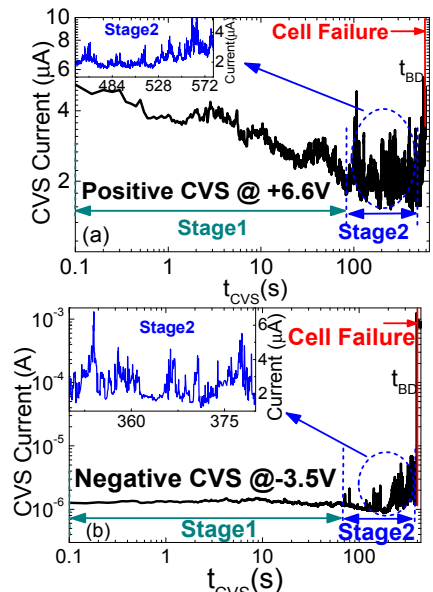 10
8
6
4
2
CVS Current (μA)
Stage2
4
2
Current(μA)
484 528 572
Cell Failure
t_BD
Positive CVS @ +6.6V
Stage1
Stage2
(a)
0.1 1 10 100
t_CVS(s)
10⁻³
10⁻⁴
10⁻⁵
10⁻⁶
CVS Current (A)
Stage2
6
4
2
Current (μA)
360 375
Cell Failure
t_BD
Negative CVS @-3.5V
Stage1
Stage2
(b)
0.1 1 10 100
t_CVS(s)